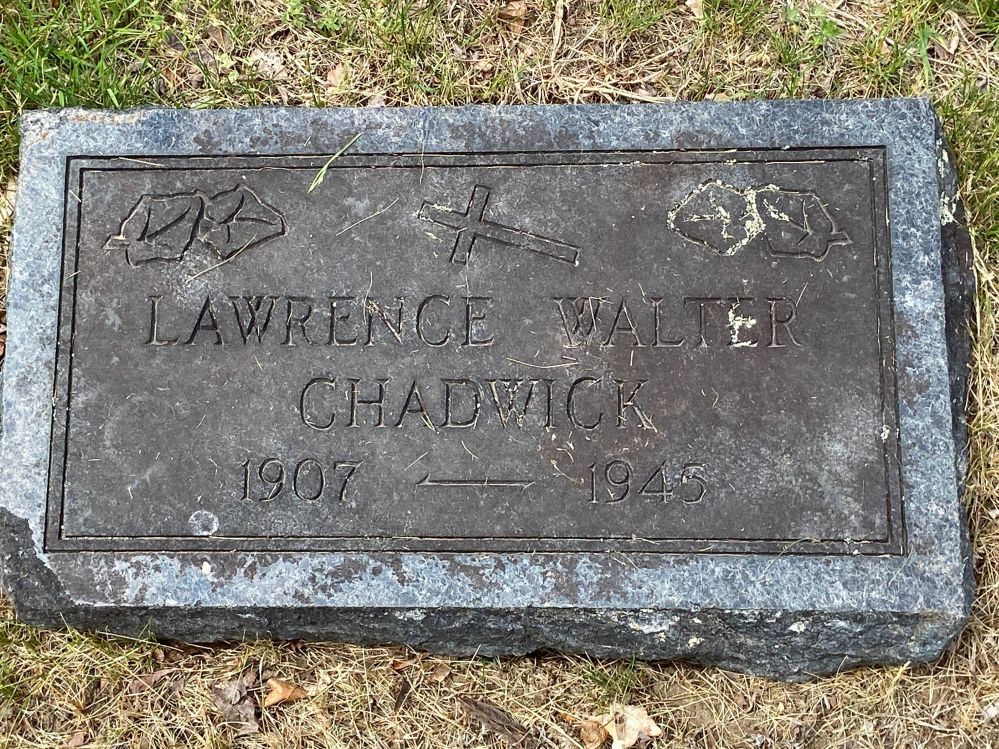 LAWRENCE WALTER
CHADWICK
1907 — 1945